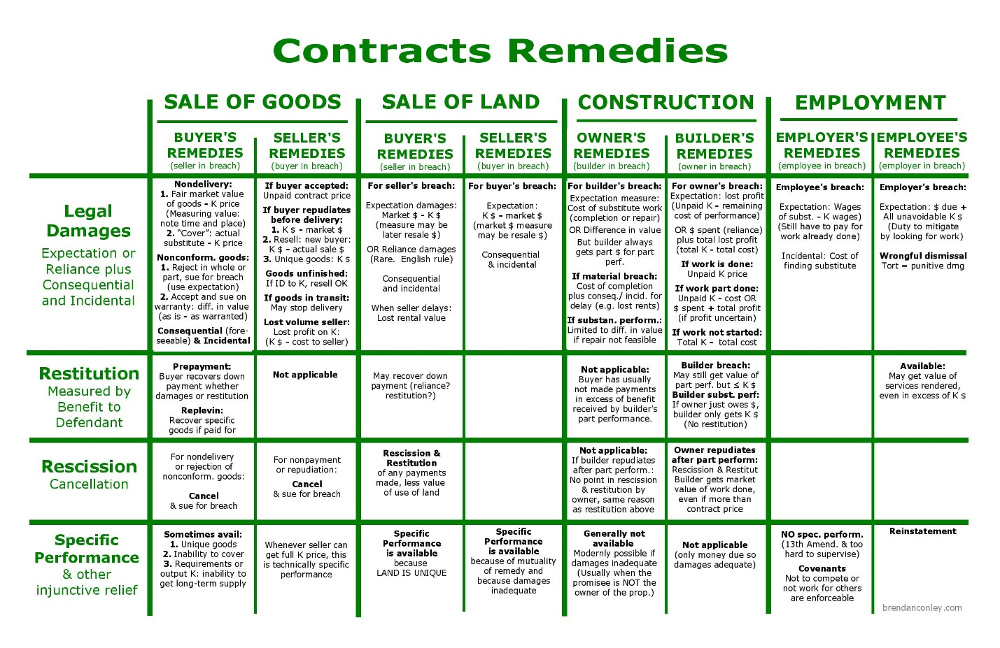 Contracts Remedies
SALE OF GOODS
SALE OF LAND
CONSTRUCTION
EMPLOYMENT
BUYER'S
REMEDIES
(seller in breach)
SELLER'S
REMEDIES
(buyer in breach)
BUYER'S
REMEDIES
(seller in breach)
SELLER'S
REMEDIES
(buyer in breach)
OWNER'S
REMEDIES
(builder in breach)
BUILDER'S
REMEDIES
(owner in breach)
EMPLOYER'S
REMEDIES
(employee in breach)
EMPLOYEE'S
REMEDIES
(employer in breach)
Legal
Damages
Expectation or
Reliance plus
Consequential
and Incidental
Nondelivery:
1. Fair market value
of goods – K price
(Measuring value:
note time and place)
2. “Cover”: actual
substitute – K price
Nonconform. goods:
1. Reject in whole or
part, sue for breach
(use expectation)
2. Accept and sue on
warranty: diff. in value
(as is – as warranted)
Consequential (fore-
seeable) & Incidental
If buyer accepted:
Unpaid contract price
If buyer repudiates
before delivery:
1. K $ – market $
2. Resell: new buyer:
K $ – actual sale $
3. Unique goods: K $
Goods unfinished:
If ID to K, resell OK
If goods in transit:
May stop delivery
Lost volume seller:
Lost profit on K:
(K $ – cost to seller)
For seller's breach:
Expectation damages:
Market $ – K $
(measure may be
later resale $)
OR Reliance damages
(Rare. English rule)
Consequential
and incidental
When seller delays:
Lost rental value
For buyer's breach:
Expectation:
K $ – market $
(market $ measure
may be resale $)
Consequential
& incidental
For builder's breach:
Expectation measure:
Cost of substitute work
(completion or repair)
OR Difference in value
But builder always
gets part $ for part
perf.
If material breach:
Cost of completion
plus conseq./ incid. for
delay (e.g. lost rents)
If substan. perform.:
Limited to diff. in value
if repair not feasible
For owner's breach:
Expectation: lost profit
(Unpaid K – remaining
cost of performance)
OR $ spent (reliance)
plus total lost profit
(total K – total cost)
If work is done:
Unpaid K price
If work part done:
Unpaid K – cost OR
$ spent + total profit
(if profit uncertain)
If work not started:
Total K – total cost
Employee's breach:
Expectation: Wages
of subst. – K wages)
(Still have to pay for
work already done)
Incidental: Cost of
finding substitute
Employer's breach:
Expectation: $ due +
All unavoidable K $
(Duty to mitigate
by looking for work)
Wrongful dismissal
Tort = punitive dmg
Restitution
Measured by
Benefit to
Defendant
Prepayment:
Buyer recovers down
payment whether
damages or restitution
Replevin:
Recover specific
goods if paid for
Not applicable
May recover down
payment (reliance?
restitution?)
Not applicable:
Buyer has usually
not made payments
in excess of benefit
received by builder's
part performance.
Builder breach:
May still get value of
part perf. but ≤ K $
Builder subst. perf:
If owner just owes $,
builder only gets K $
(No restitution)
Available:
May get value of
services rendered,
even in excess of K $
Rescission
Cancellation
For nondelivery
or rejection of
nonconform. goods:
Cancel
& sue for breach
For nonpayment
or repudiation:
Cancel
& sue for breach
Rescission &
Restitution
of any payments
made, less value
of use of land
Not applicable:
If builder repudiates
after part perform.:
No point in rescission
& restitution by
owner, same reason
as restitution above
Owner repudiates
after part perform:
Rescission & Restitut
Builder gets market
value of work done,
even if more than
contract price
Specific
Performance
& other
injunctive relief
Sometimes avail:
1. Unique goods
2. Inability to cover
3. Requirements or
output K: inability to
get long-term supply
Whenever seller can
get full K price, this
is technically specific
performance
Specific
Performance
is available
because
LAND IS UNIQUE
Specific
Performance
is available
because of mutuality
of remedy and
because damages
inadequate
Generally not
available
Modernly possible if
damages inadequate
(Usually when the
promisee is NOT the
owner of the prop.)
Not applicable
(only money due so
damages adequate)
NO spec. perform.
(13th Amend. & too
hard to supervise)
Covenants
Not to compete or
not work for others
are enforceable
Reinstatement
brendanconley.com